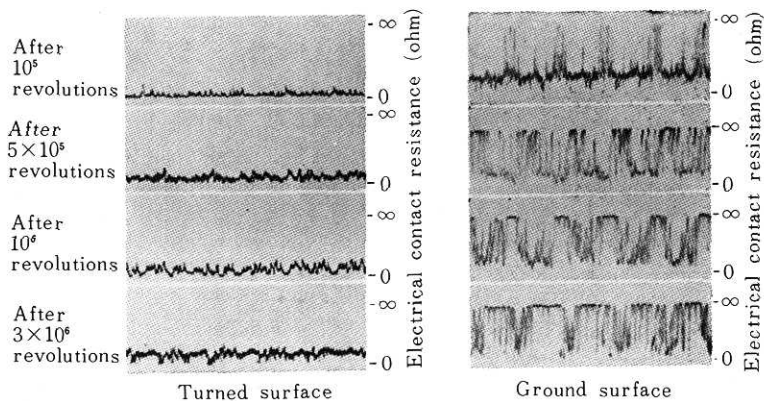 After
10⁵
revolutions
-∞
-0
After
5×10⁵
revolutions
-∞
-0
After
10⁶
revolutions
-∞
-0
After
3×10⁶
revolutions
-∞
-0
Electrical contact resistance (ohm)
Turned surface
-∞
-0
-∞
-0
-∞
-0
-∞
-0
Electrical contact resistance (ohm)
Ground surface